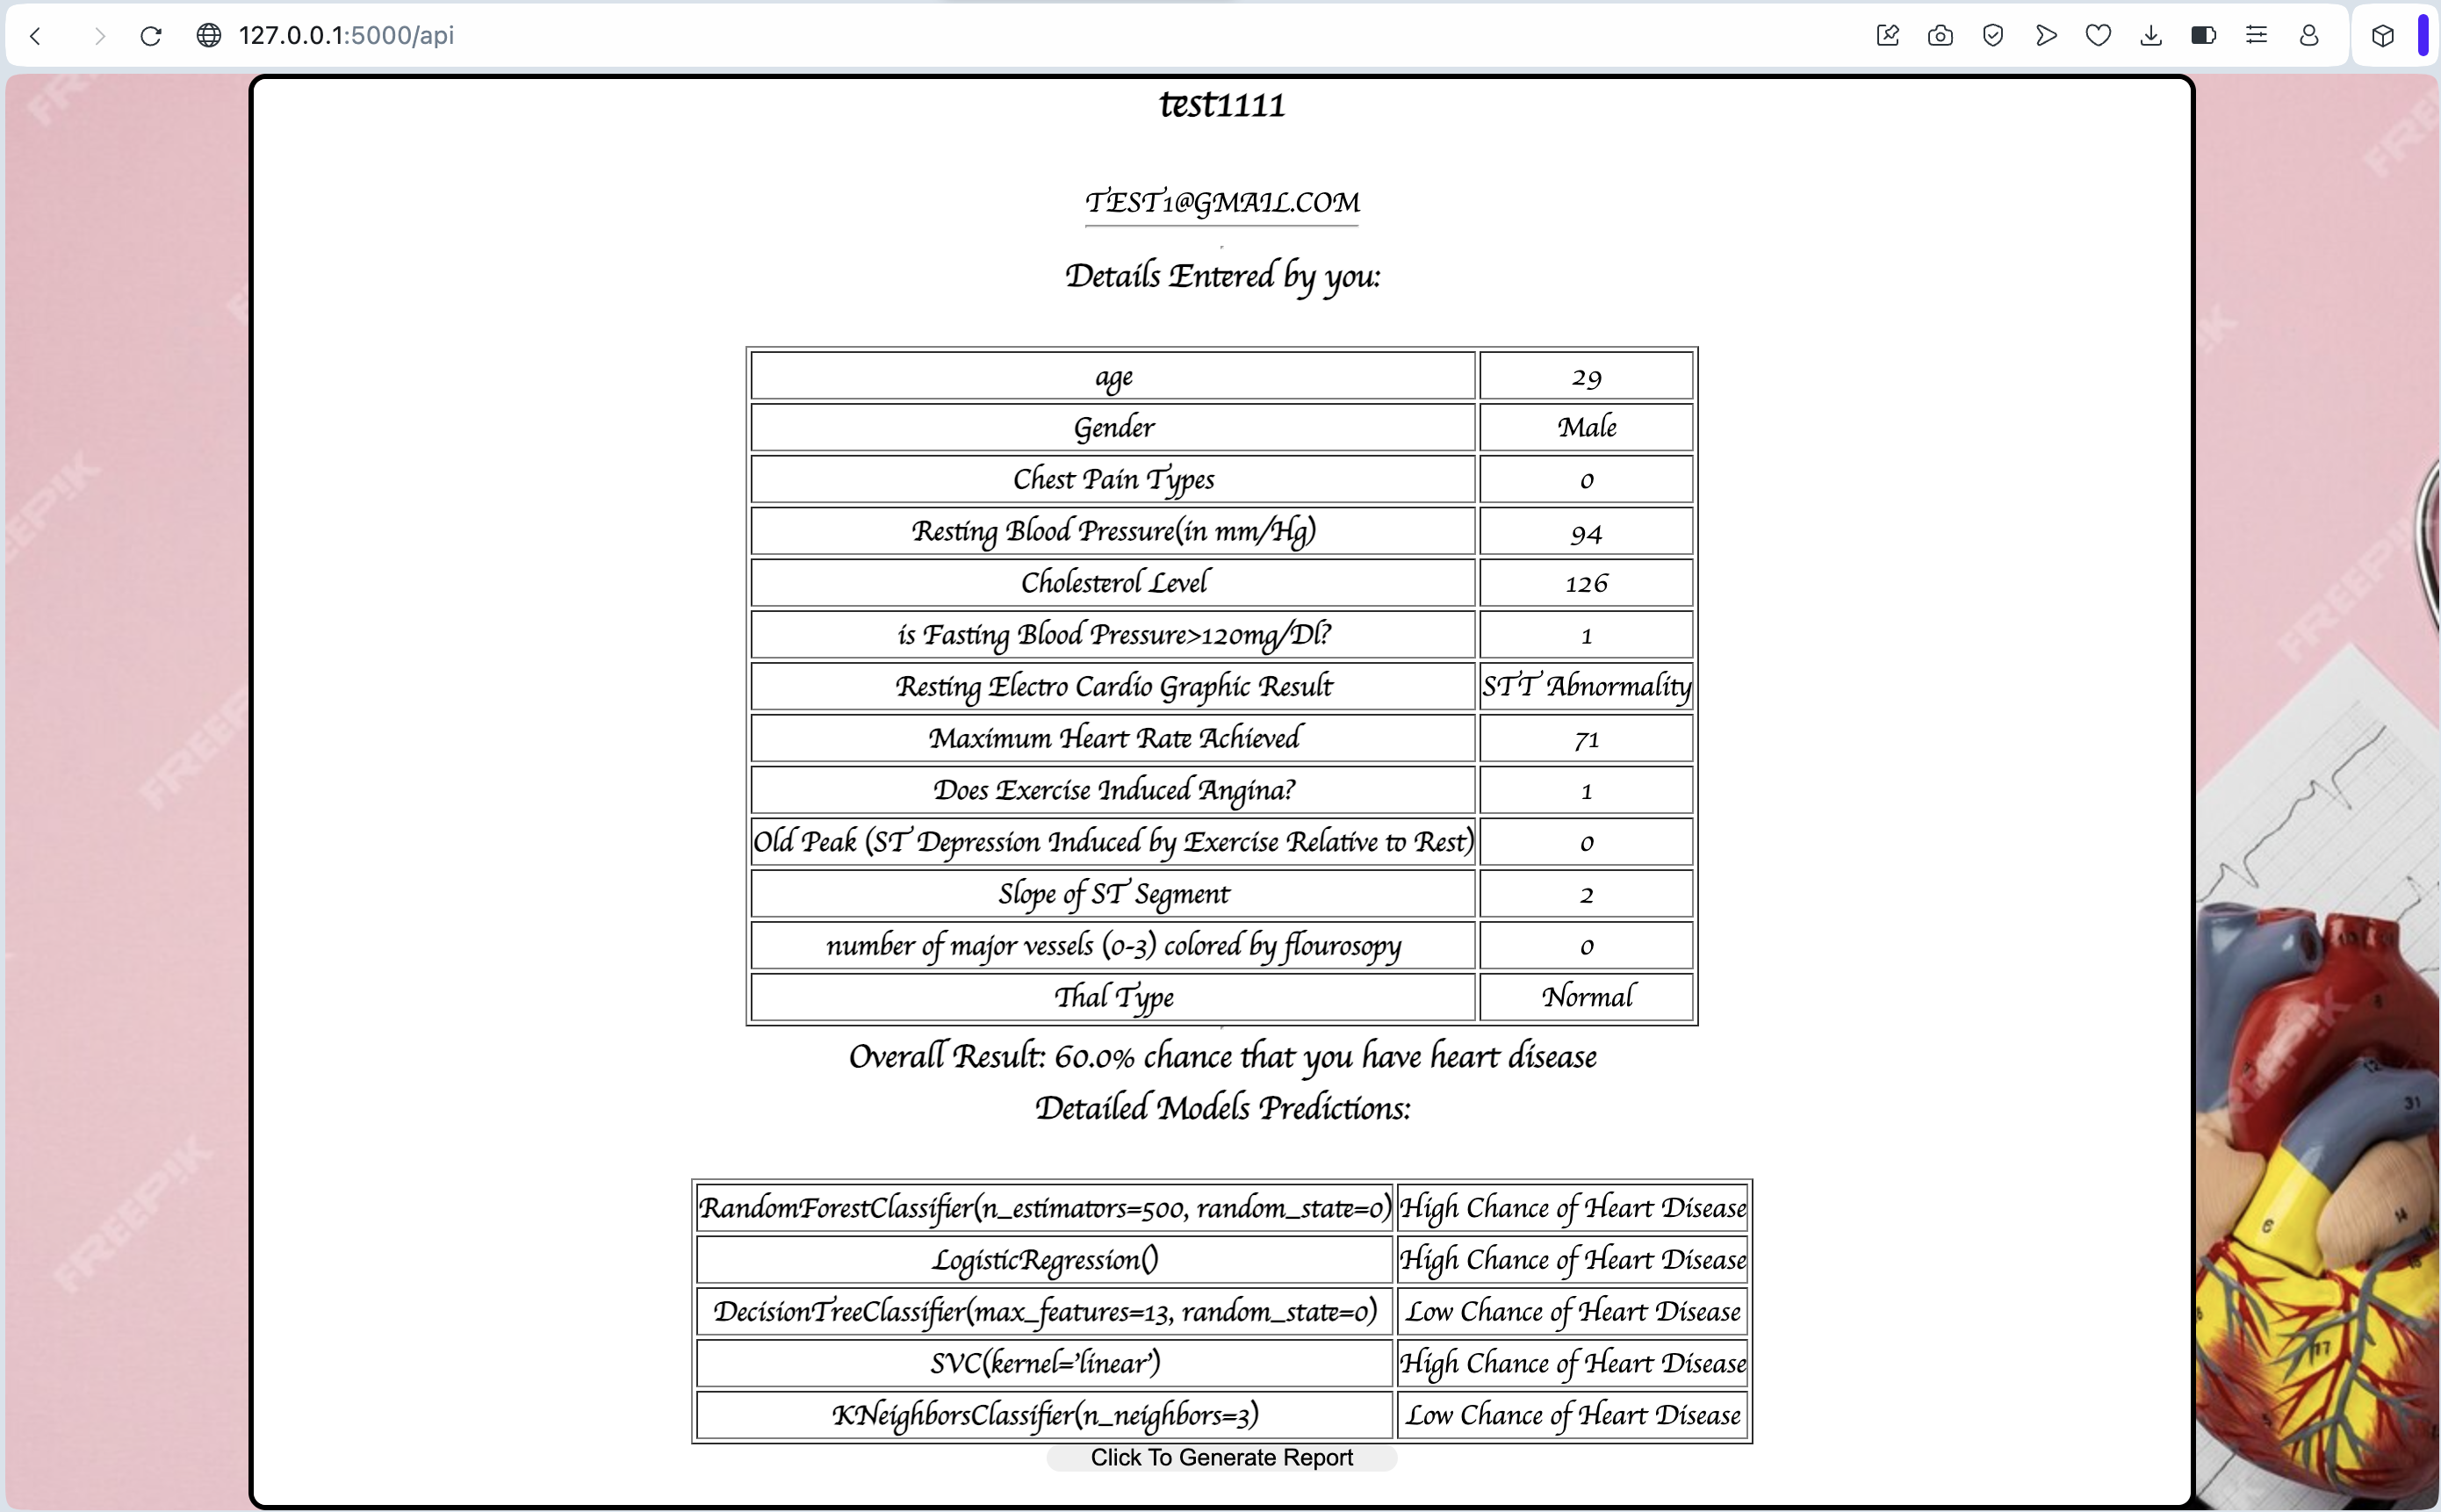 127.0.0.1:5000/api
test1111
TEST1@GMAIL.COM
Details Entered by you:
age 29
Gender Male
Chest Pain Types 0
Resting Blood Pressure(in mm/Hg) 94
Cholesterol Level 126
is Fasting Blood Pressure>120mg/Dl? 1
Resting Electro Cardio Graphic Result STT Abnormality
Maximum Heart Rate Achieved 71
Does Exercise Induced Angina? 1
Old Peak (ST Depression Induced by Exercise Relative to Rest) 0
Slope of ST Segment 2
number of major vessels (0-3) colored by flourosopy 0
Thal Type Normal
Overall Result: 60.0% chance that you have heart disease
Detailed Models Predictions:
RandomForestClassifier(n_estimators=500, random_state=0) High Chance of Heart Disease
LogisticRegression() High Chance of Heart Disease
DecisionTreeClassifier(max_features=13, random_state=0) Low Chance of Heart Disease
SVC(kernel='linear') High Chance of Heart Disease
KNeighborsClassifier(n_neighbors=3) Low Chance of Heart Disease
Click To Generate Report
FREEPIK
31
6
14
17